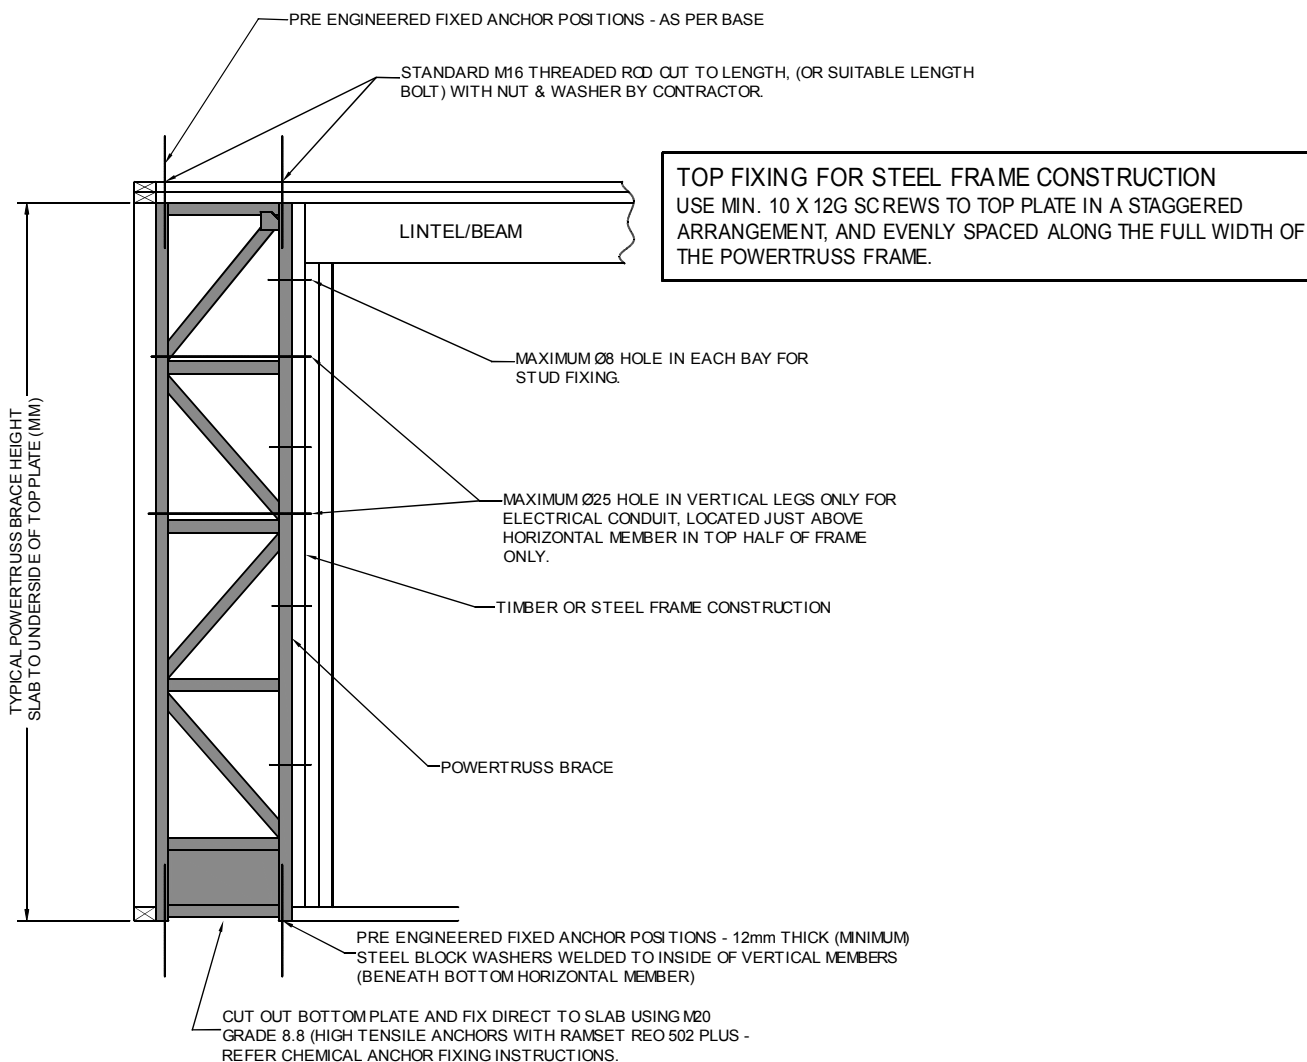 PRE ENGINEERED FIXED ANCHOR POSITIONS - AS PER BASE
STANDARD M16 THREADED ROD CUT TO LENGTH, (OR SUITABLE LENGTH
BOLT) WITH NUT & WASHER BY CONTRACTOR.
TOP FIXING FOR STEEL FRAME CONSTRUCTION
USE MIN. 10 X 12G SCREWS TO TOP PLATE IN A STAGGERED
ARRANGEMENT, AND EVENLY SPACED ALONG THE FULL WIDTH OF
THE POWERTRUSS FRAME.
LINTEL/BEAM
MAXIMUM Ø8 HOLE IN EACH BAY FOR
STUD FIXING.
TYPICAL POWERTRUSS BRACE HEIGHT
SLAB TO UNDERSIDE OF TOP PLATE (MM)
MAXIMUM Ø25 HOLE IN VERTICAL LEGS ONLY FOR
ELECTRICAL CONDUIT, LOCATED JUST ABOVE
HORIZONTAL MEMBER IN TOP HALF OF FRAME
ONLY.
TIMBER OR STEEL FRAME CONSTRUCTION
POWERTRUSS BRACE
PRE ENGINEERED FIXED ANCHOR POSITIONS - 12mm THICK (MINIMUM)
STEEL BLOCK WASHERS WELDED TO INSIDE OF VERTICAL MEMBERS
(BENEATH BOTTOM HORIZONTAL MEMBER)
CUT OUT BOTTOM PLATE AND FIX DIRECT TO SLAB USING M20
GRADE 8.8 (HIGH TENSILE ANCHORS WITH RAMSET REO 502 PLUS -
REFER CHEMICAL ANCHOR FIXING INSTRUCTIONS.